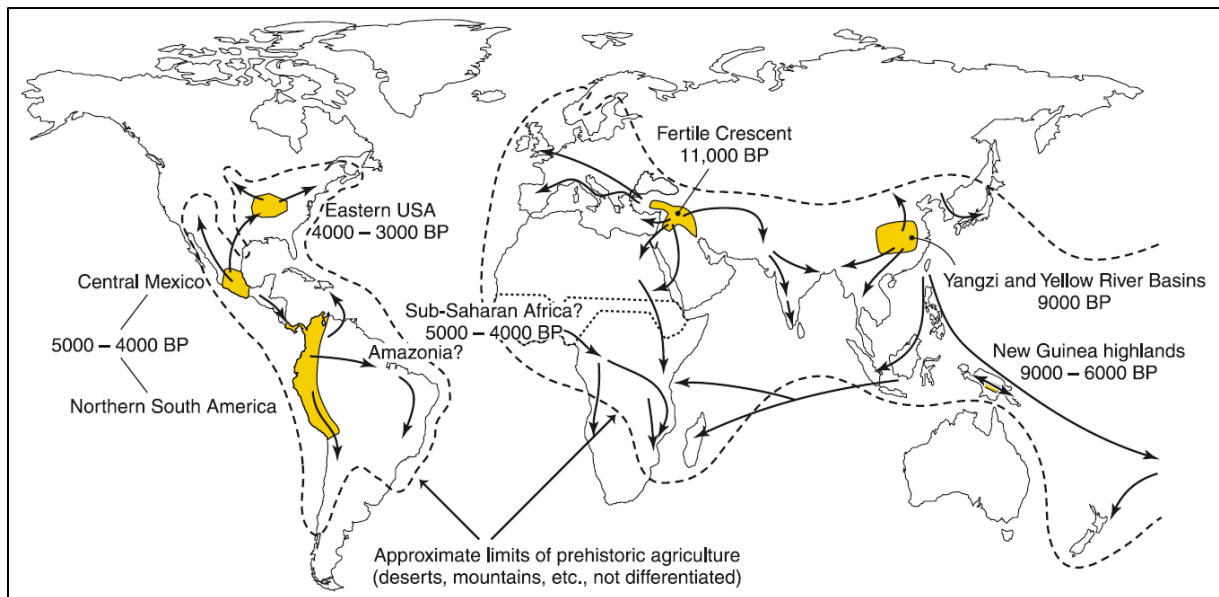 Fertile Crescent
11,000 BP
Eastern USA
4000 – 3000 BP
Central Mexico
5000 – 4000 BP
Northern South America
Amazonia?
Sub-Saharan Africa?
5000 – 4000 BP
Yangzi and Yellow River Basins
9000 BP
New Guinea highlands
9000 – 6000 BP
Approximate limits of prehistoric agriculture
(deserts, mountains, etc., not differentiated)